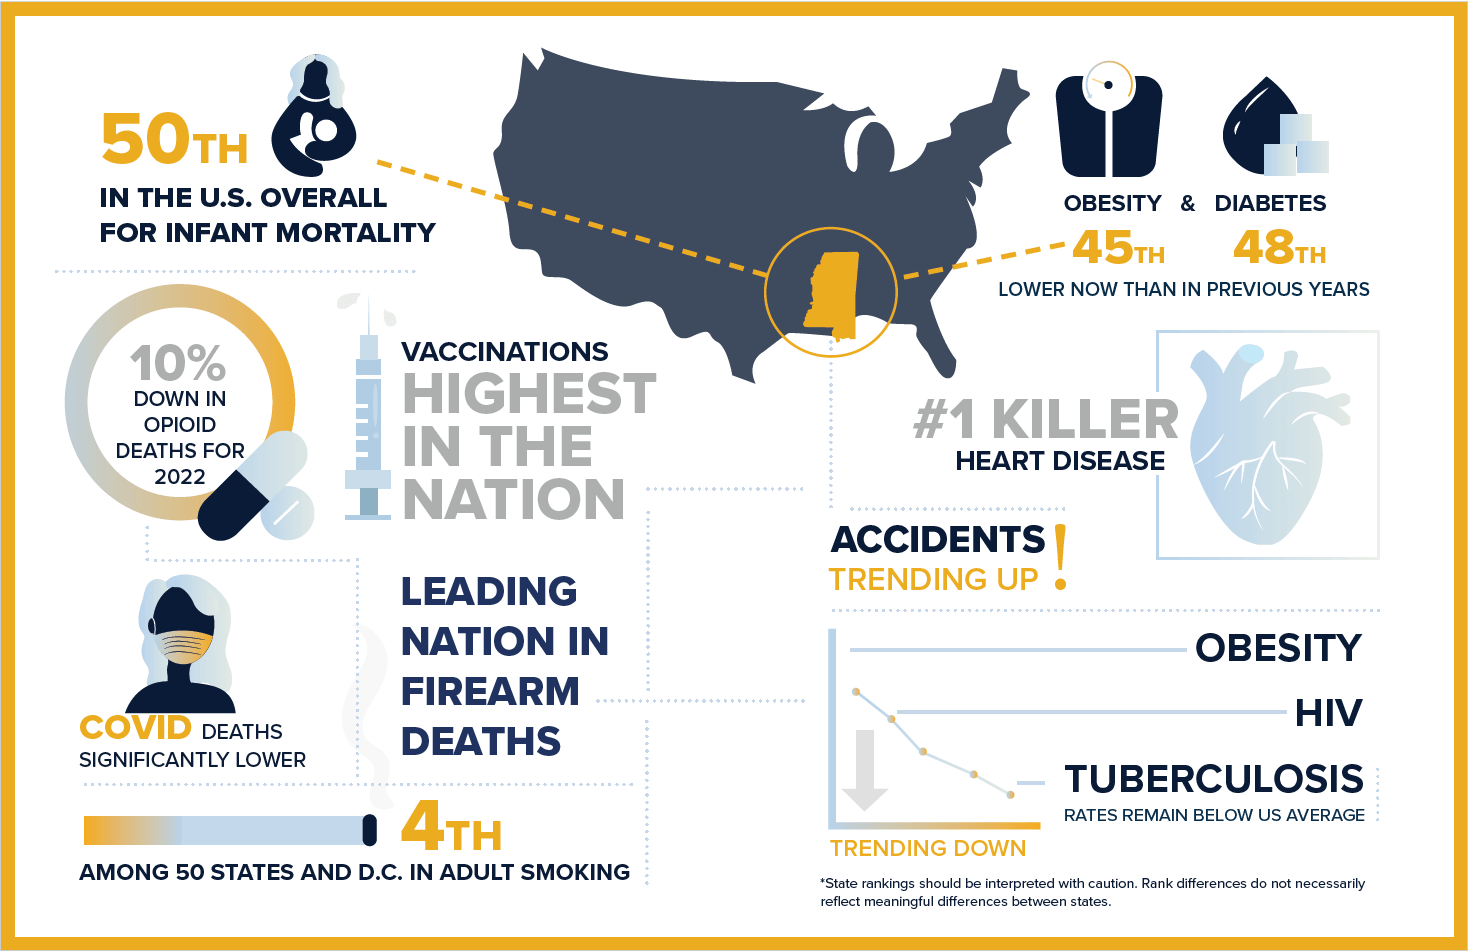 50TH
IN THE U.S. OVERALL
FOR INFANT MORTALITY
OBESITY & DIABETES
45TH 48TH
LOWER NOW THAN IN PREVIOUS YEARS
10%
DOWN IN
OPIOID
DEATHS FOR
2022
VACCINATIONS
HIGHEST
IN THE
NATION
#1 KILLER
HEART DISEASE
ACCIDENTS
TRENDING UP !
COVID DEATHS
SIGNIFICANTLY LOWER
LEADING
NATION IN
FIREARM
DEATHS
4TH
AMONG 50 STATES AND D.C. IN ADULT SMOKING
OBESITY
HIV
TUBERCULOSIS
RATES REMAIN BELOW US AVERAGE
TRENDING DOWN
*State rankings should be interpreted with caution. Rank differences do not necessarily
reflect meaningful differences between states.